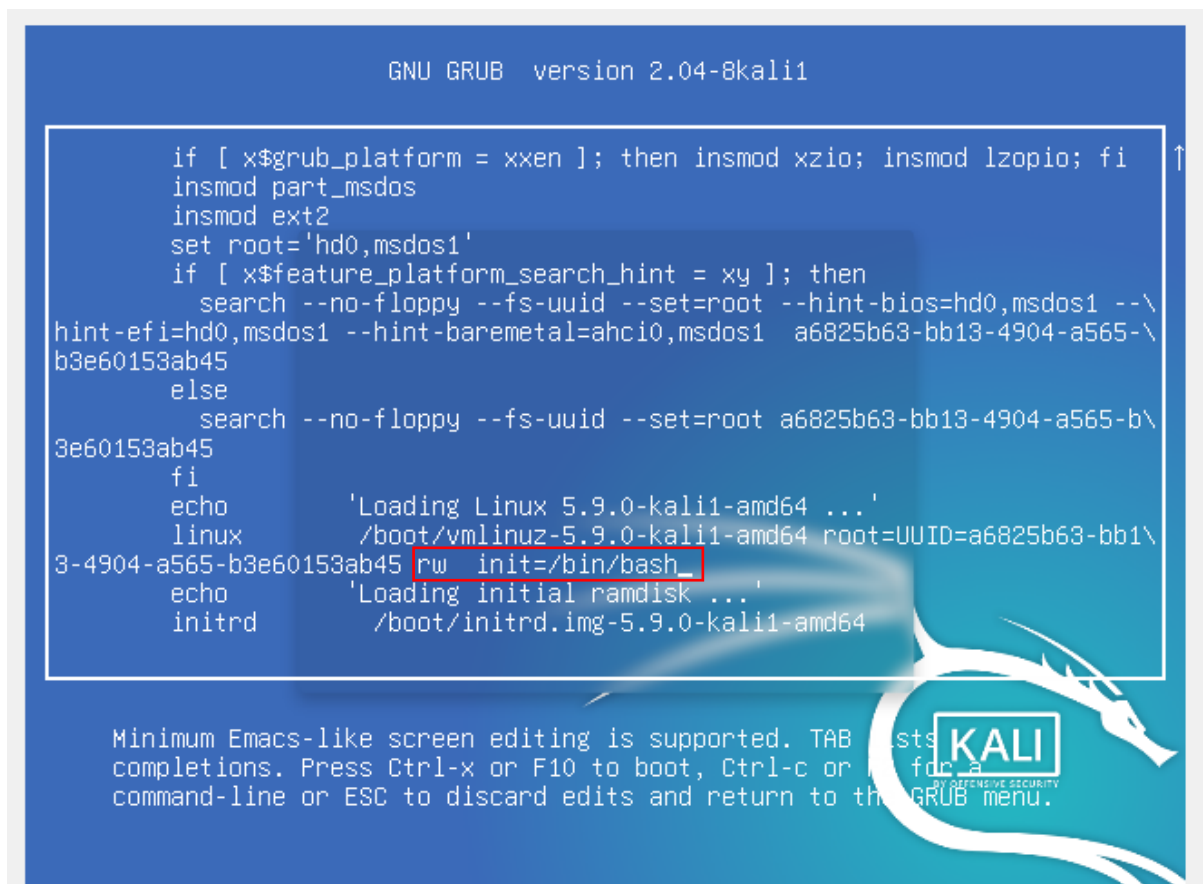 GNU GRUB  version 2.04-8kali1
if [ x$grub_platform = xxen ]; then insmod xzio; insmod lzopio; fi
insmod part_msdos
insmod ext2
set root='hd0,msdos1'
if [ x$feature_platform_search_hint = xy ]; then
search --no-floppy --fs-uuid --set=root --hint-bios=hd0,msdos1 --\
hint-efi=hd0,msdos1 --hint-baremetal=ahci0,msdos1  a6825b63-bb13-4904-a565-\
b3e60153ab45
else
search --no-floppy --fs-uuid --set=root a6825b63-bb13-4904-a565-b\
3e60153ab45
fi
echo 'Loading Linux 5.9.0-kali1-amd64 ...'
linux /boot/vmlinuz-5.9.0-kali1-amd64 root=UUID=a6825b63-bb1\
3-4904-a565-b3e60153ab45 rw  init=/bin/bash_
echo 'Loading initial ramdisk ...'
initrd /boot/initrd.img-5.9.0-kali1-amd64
Minimum Emacs-like screen editing is supported. TAB
completions. Press Ctrl-x or F10 to boot, Ctrl-c or for a
command-line or ESC to discard edits and return to the GRUB menu.
KALI
BY OFFENSIVE SECURITY